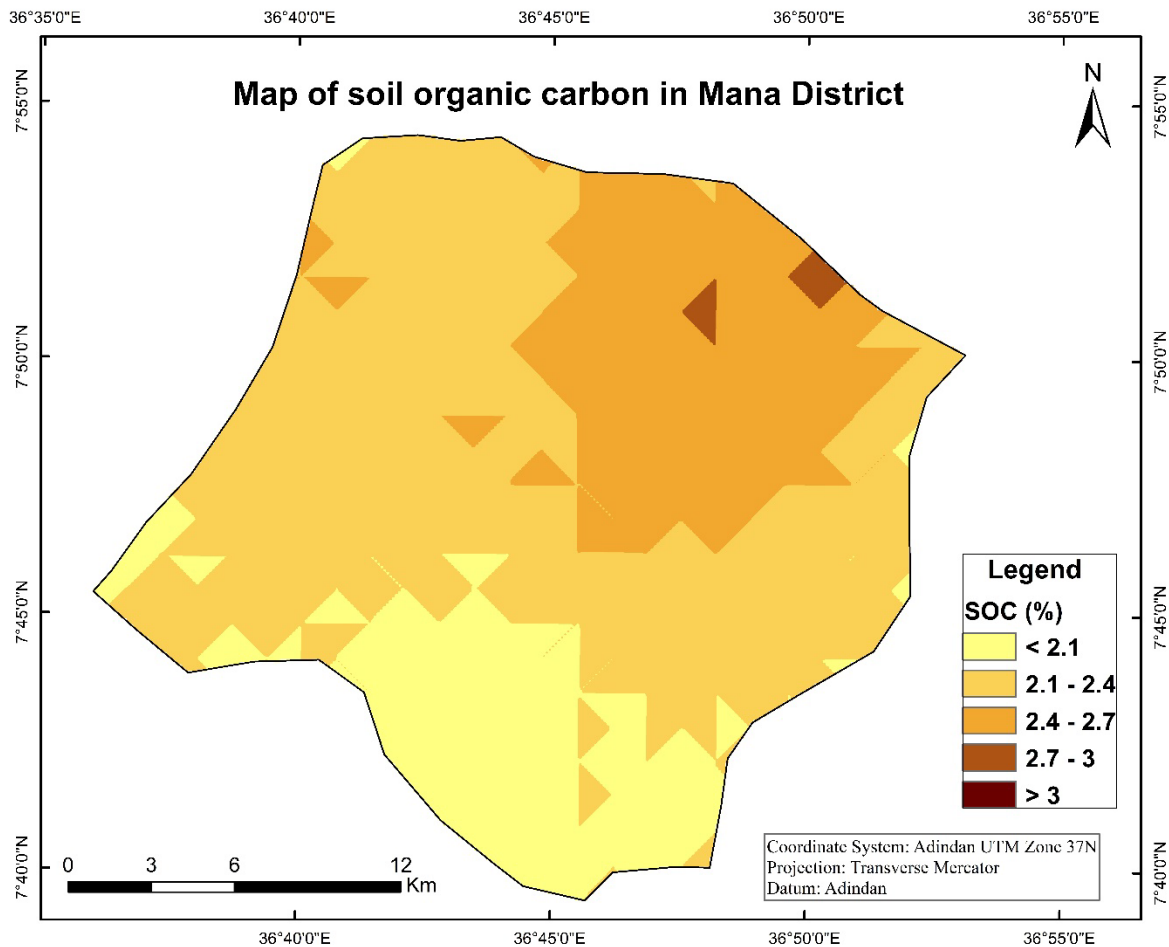 36°35'0"E 36°40'0"E 36°45'0"E 36°50'0"E 36°55'0"E
Map of soil organic carbon in Mana District
N
7°55'0"N 7°55'0"N
7°50'0"N 7°50'0"N
7°45'0"N 7°45'0"N
7°40'0"N 7°40'0"N
Legend
SOC (%)
< 2.1
2.1 - 2.4
2.4 - 2.7
2.7 - 3
> 3
0 3 6 12
Km
Coordinate System: Adindan UTM Zone 37N
Projection: Transverse Mercator
Datum: Adindan
36°40'0"E 36°45'0"E 36°50'0"E 36°55'0"E